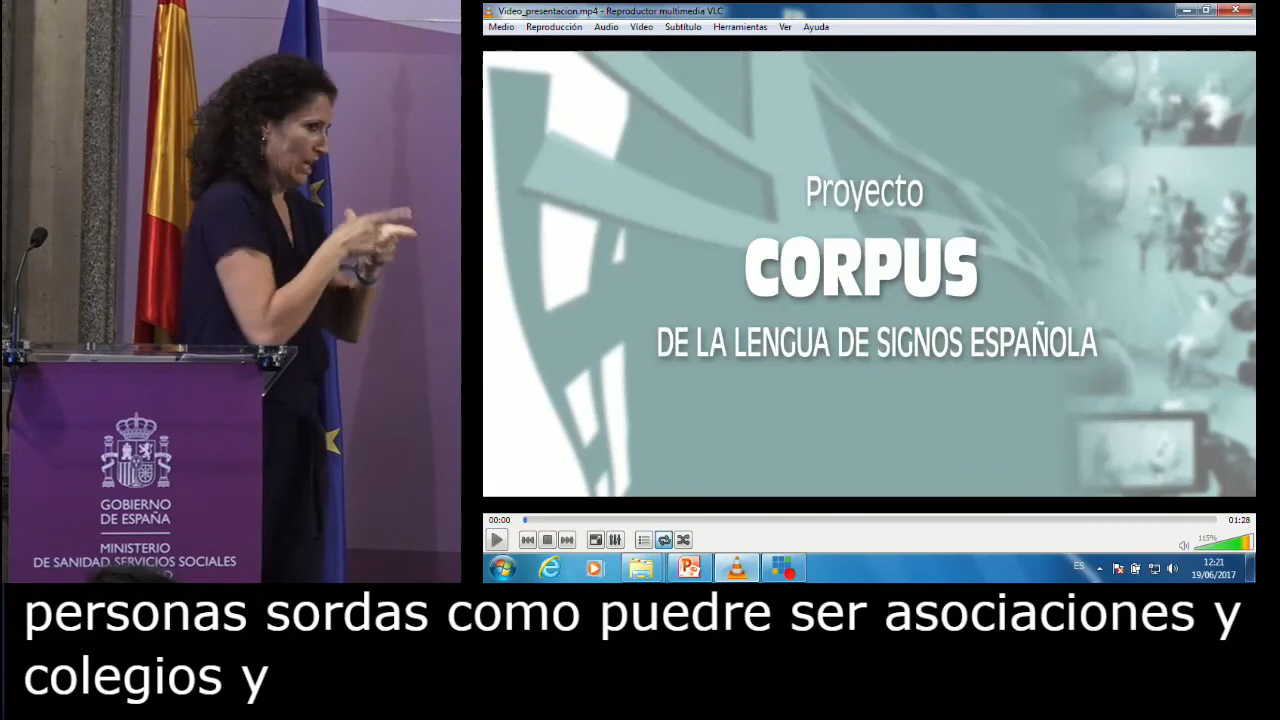 Video_presentacion.mp4 - Reproductor multimedia VLC
Medio Reproducción Audio Vídeo Subtítulo Herramientas Ver Ayuda
Proyecto
CORPUS
DE LA LENGUA DE SIGNOS ESPAÑOLA
GOBIERNO
DE ESPAÑA
MINISTERIO
DE SANIDAD, SERVICIOS SOCIALES
00:00 01:28
115%
ES
12:21
19/06/2017
personas sordas como puedre ser asociaciones y
colegios y